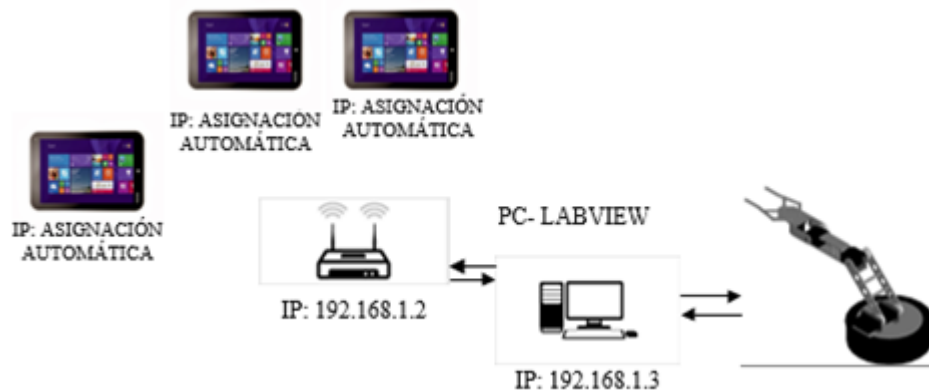 IP: ASIGNACIÓN
AUTOMÁTICA
IP: ASIGNACIÓN
AUTOMÁTICA
IP: ASIGNACIÓN
AUTOMÁTICA
PC- LABVIEW
IP: 192.168.1.2
IP: 192.168.1.3